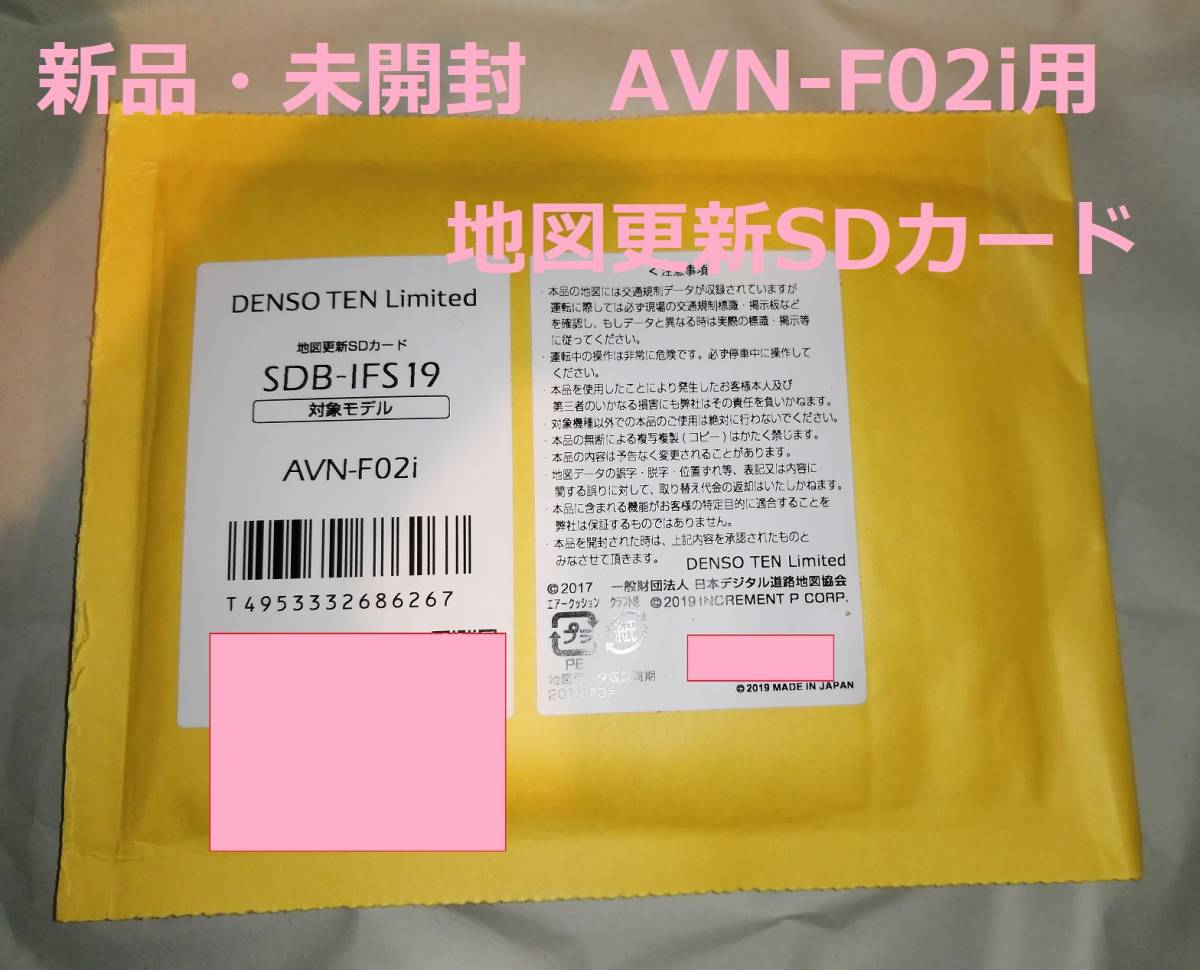 新品・未開封　AVN-F02i用
地図更新SDカード
DENSO TEN Limited
地図更新SDカード
SDB-IFS19
対象モデル
AVN-F02i
T 4953332686267
＜注意事項
・本品の地図には交通規制データが収録されていますが
運転に際しては必ず現場の交通規制標識・掲示板など
を確認し、もしデータと異なる時は実際の標識・掲示等
に従ってください。
・運転中の操作は非常に危険です。必ず停車中に操作して
ください。
・本品を使用したことにより発生したお客様本人及び
第三者のいかなる損害にも弊社はその責任を負いかねます。
・対象機種以外での本品のご使用は絶対に行わないでください。
・本品の無断による複写複製(コピー)はかたく禁じます。
・本品の内容は予告なく変更されることがあります。
・地図データの誤字・脱字・位置ずれ等、表記又は内容に
関する誤りに対して、取り替え代金の返却はいたしかねます。
・本品に含まれる機能がお客様の特定目的に適合することを
弊社は保証するものではありません。
・本品を開封された時は、上記内容を承認されたものと
みなさせて頂きます。
DENSO TEN Limited
©2017 一般財団法人 日本デジタル道路地図協会
エアークッション クラフト紙 ©2019 INCREMENT P CORP.
プラ 紙
PE
地図データ収録時期
©2019 MADE IN JAPAN